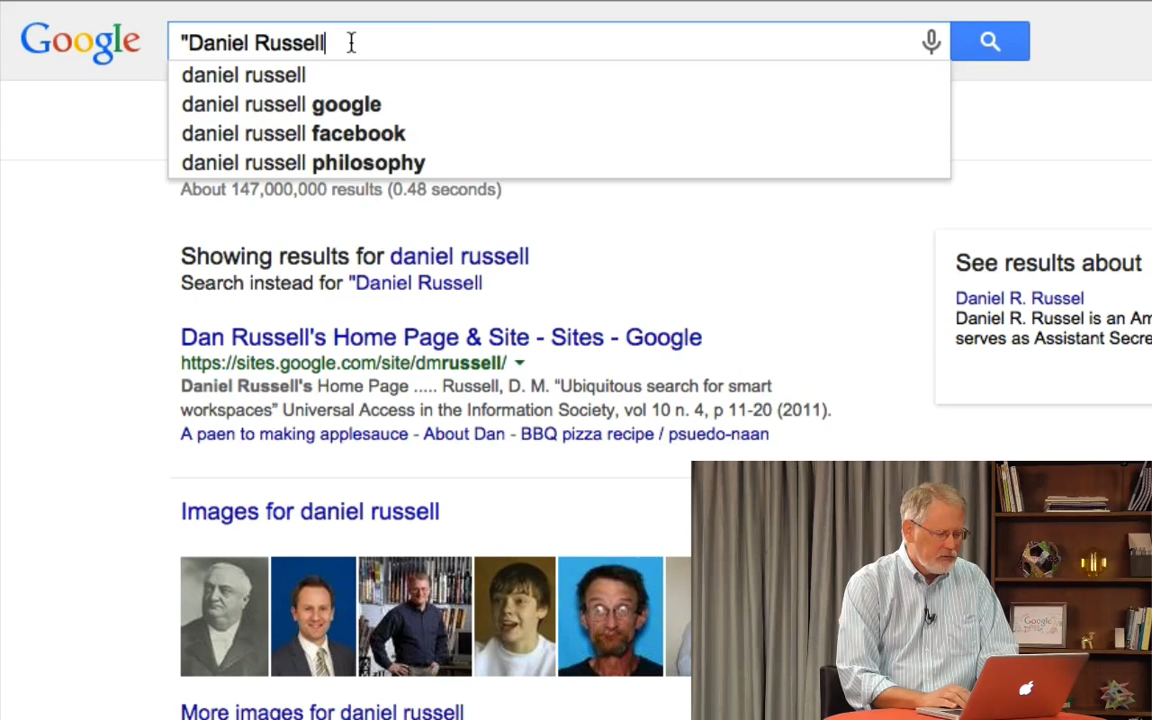 Google
"Daniel Russell
daniel russell
daniel russell google
daniel russell facebook
daniel russell philosophy
About 147,000,000 results (0.48 seconds)
Showing results for daniel russell
Search instead for "Daniel Russell
See results about
Daniel R. Russel
Daniel R. Russel is an Am
serves as Assistant Secre
Dan Russell's Home Page & Site - Sites - Google
https://sites.google.com/site/dmrussell/
Daniel Russell's Home Page ..... Russell, D. M. “Ubiquitous search for smart
workspaces” Universal Access in the Information Society, vol 10 n. 4, p 11-20 (2011).
A paen to making applesauce - About Dan - BBQ pizza recipe / psuedo-naan
Images for daniel russell
Google
More images for daniel russell